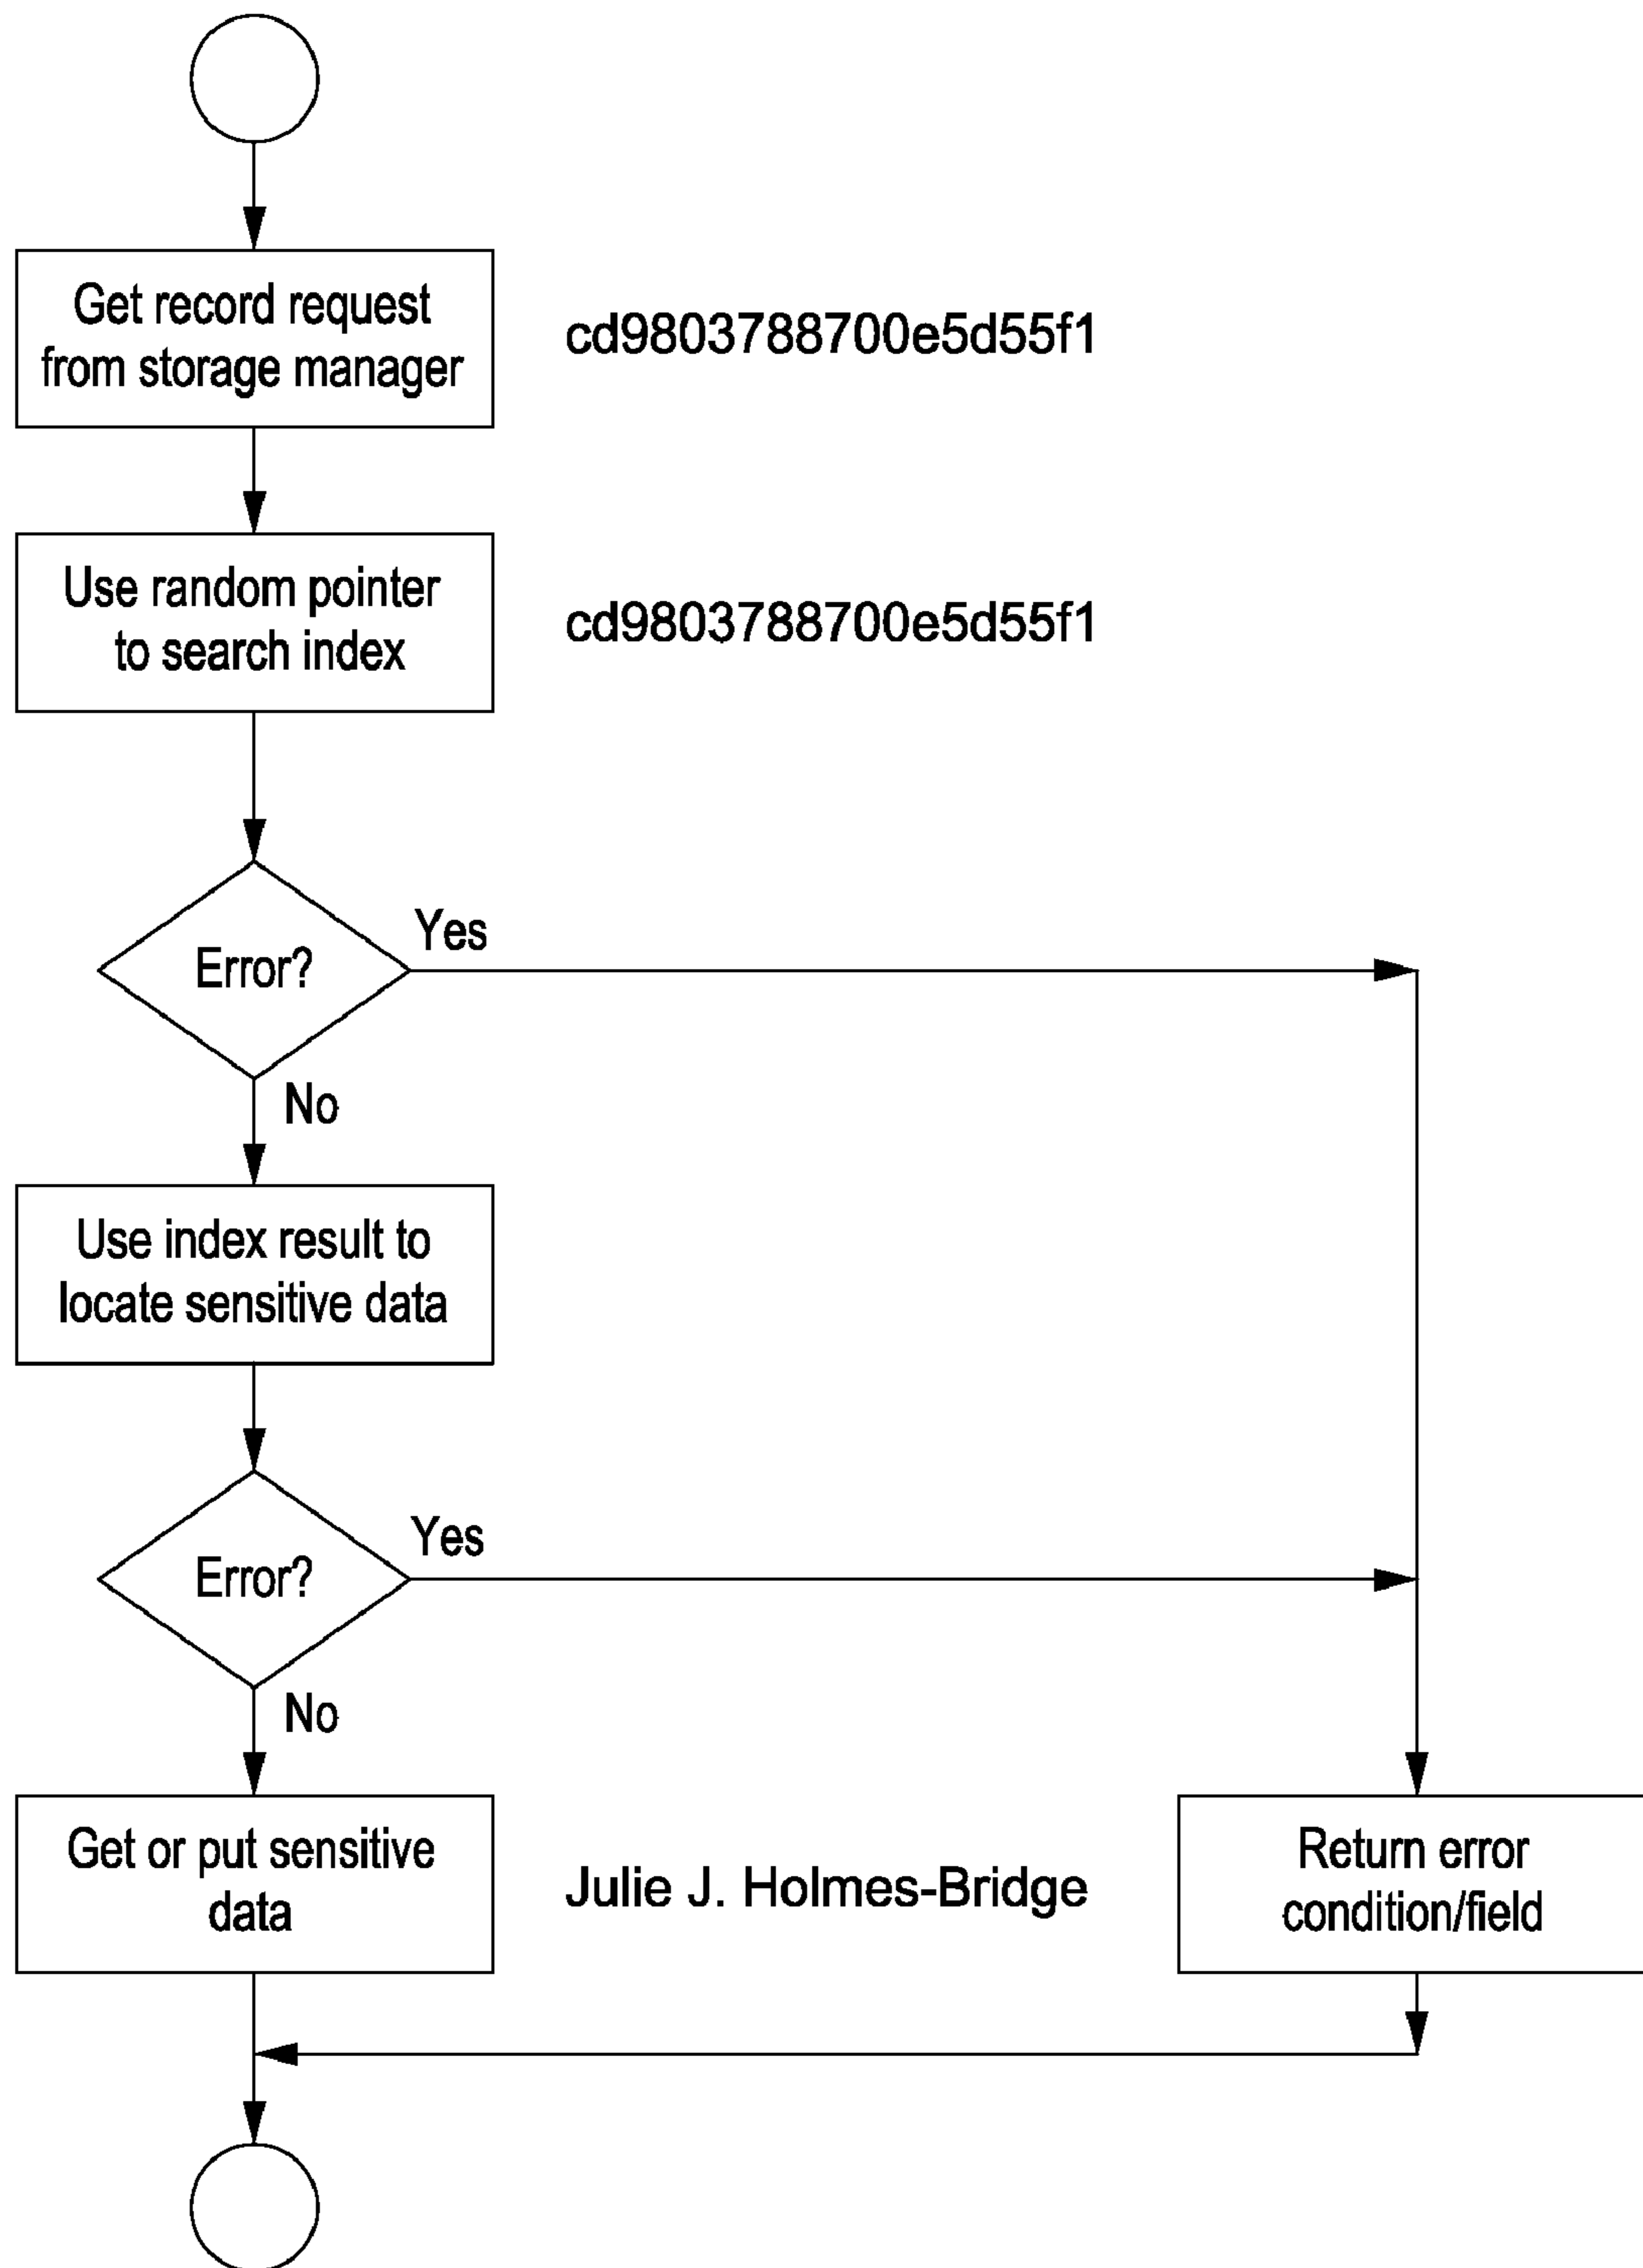 Get record request
from storage manager
cd9803788700e5d55f1
Use random pointer
to search index
cd9803788700e5d55f1
Error?
Yes
No
Use index result to
locate sensitive data
Error?
Yes
No
Get or put sensitive
data
Julie J. Holmes-Bridge
Return error
condition/field